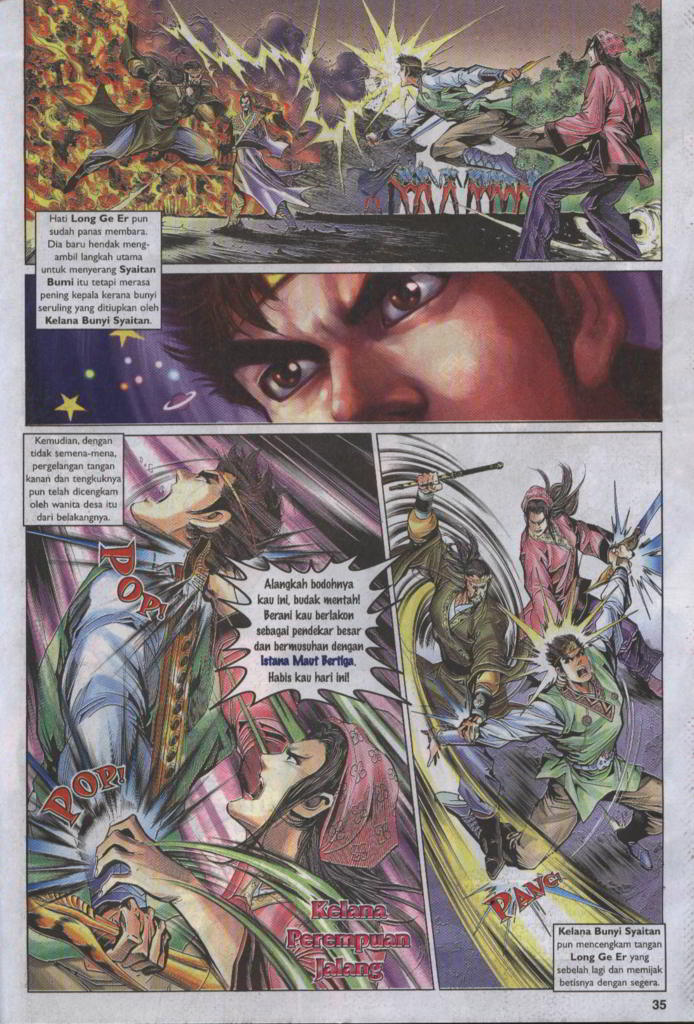 Hati Long Ge Er pun
sudah panas membara.
Dia baru hendak meng-
ambil langkah utama
untuk menyerang Syaitan
Bumi itu tetapi merasa
pening kepala kerana bunyi
seruling yang ditiupkan oleh
Kelana Bunyi Syaitan.
Kemudian, dengan
tidak semena-mena,
pergelangan tangan
kanan dan tengkuknya
pun telah dicengkam
oleh wanita desa itu
dari belakangnya.
POP!
Alangkah bodohnya
kau ini, budak mentah!
Berani kau berlakon
sebagai pendekar besar
dan bermusuhan dengan
Istana Maut Bertiga.
Habis kau hari ini!
POP!
Kelana
Perempuan
Jalang
PANG!
Kelana Bunyi Syaitan
pun mencengkam tangan
Long Ge Er yang
sebelah lagi dan memijak
betisnya dengan segera.
35